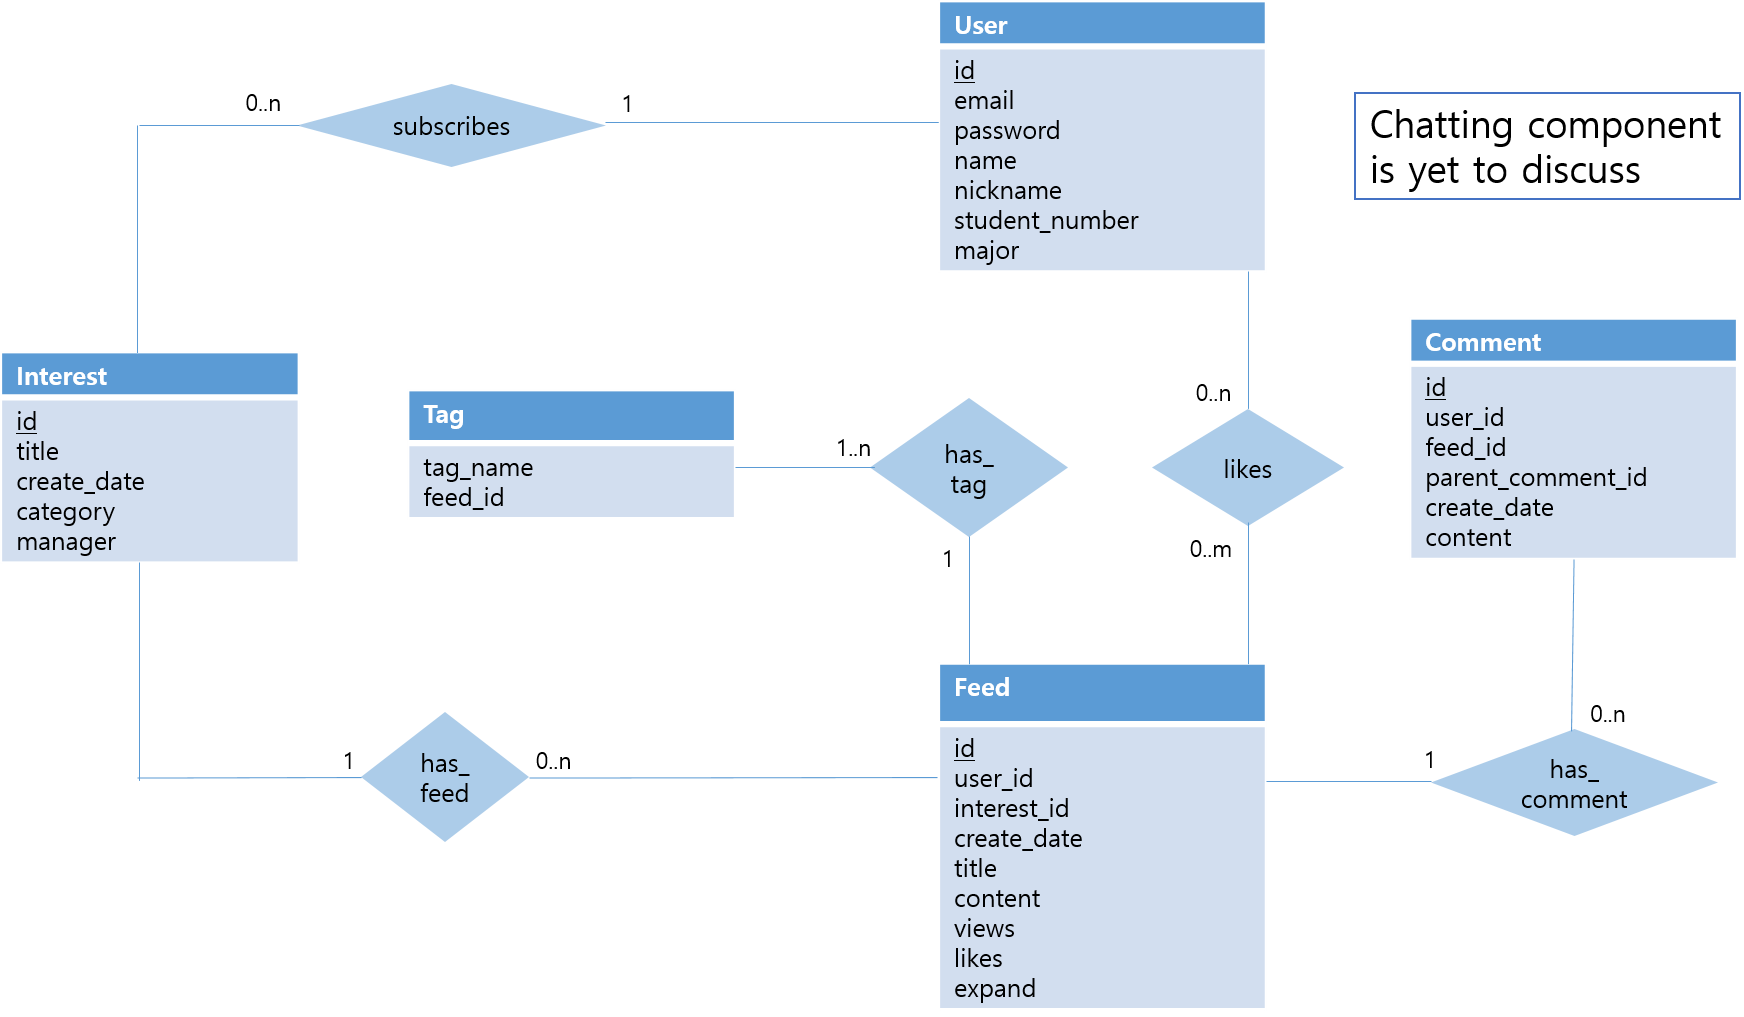 User
id
email
password
name
nickname
student_number
major
0..n
subscribes
1
Chatting component
is yet to discuss
Interest
id
title
create_date
category
manager
Tag
tag_name
feed_id
1..n
has_
tag
1
0..n
likes
0..m
Comment
id
user_id
feed_id
parent_comment_id
create_date
content
1
has_
feed
0..n
Feed
id
user_id
interest_id
create_date
title
content
views
likes
expand
1
0..n
has_
comment